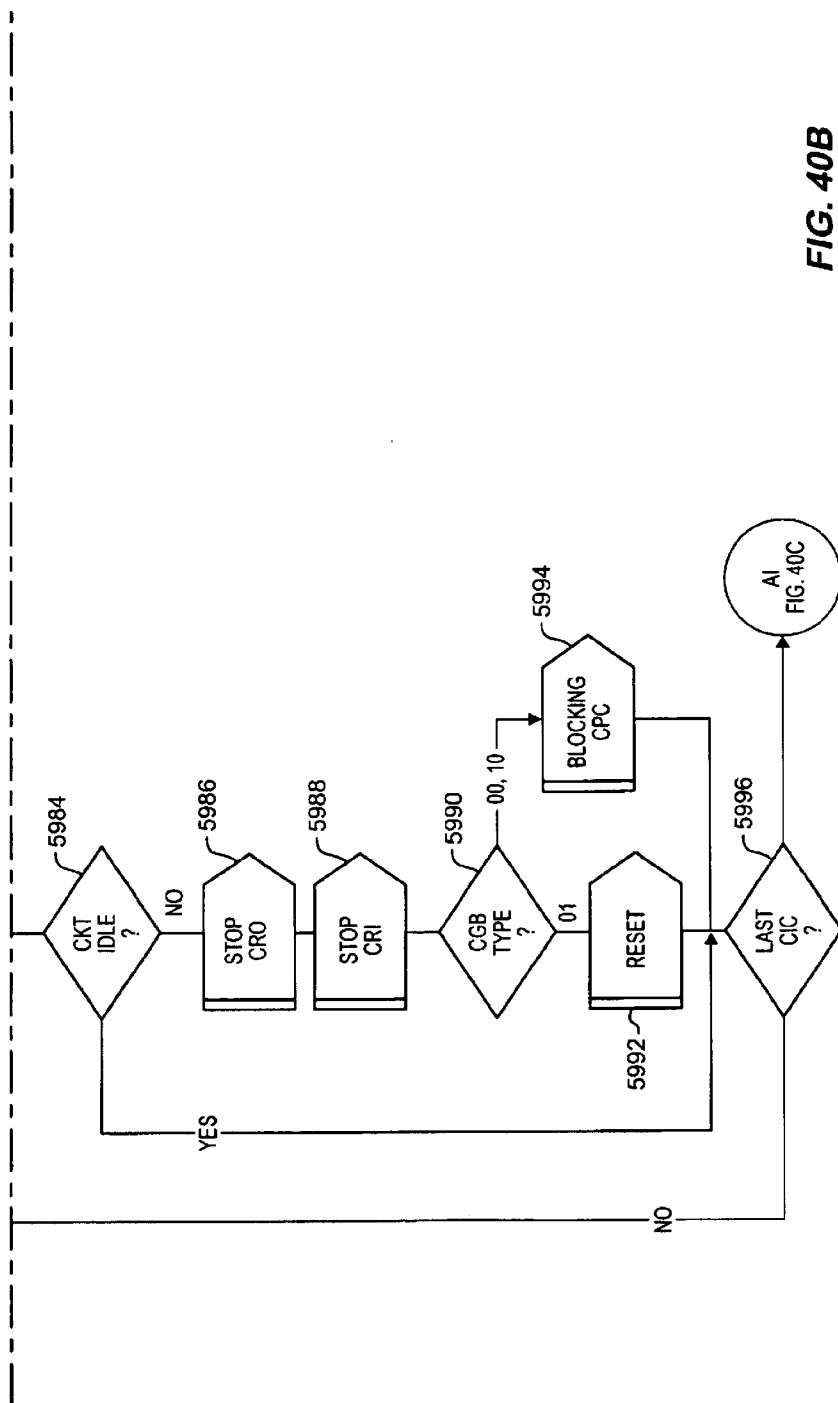 5984
CKT
IDLE
?
NO
YES
5986
STOP
CRO
5988
STOP
CRI
5990
CGB
TYPE
?
00, 10
01
5994
BLOCKING
CPC
RESET
5992
5996
LAST
CIC
?
NO
AI
FIG. 40C
FIG. 40B